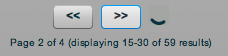 << >>
Page 2 of 4 (displaying 15-30 of 59 results)